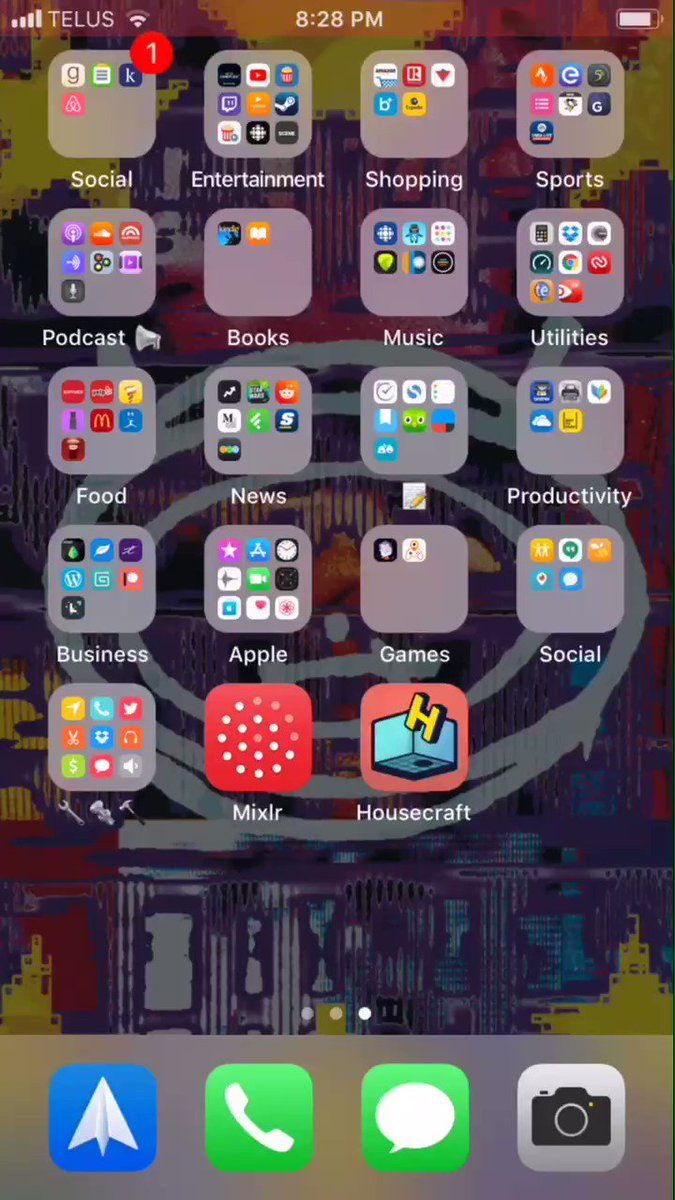 TELUS 8:28 PM
1
Social Entertainment Shopping Sports
Podcast Books Music Utilities
Food News Productivity
Business Apple Games Social
Mixlr Housecraft